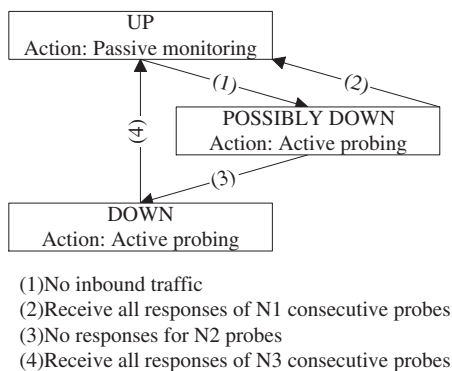 UP
Action: Passive monitoring
(1)
(2)
POSSIBLY DOWN
Action: Active probing
(4)
(3)
DOWN
Action: Active probing
(1)No inbound traffic
(2)Receive all responses of N1 consecutive probes
(3)No responses for N2 probes
(4)Receive all responses of N3 consecutive probes